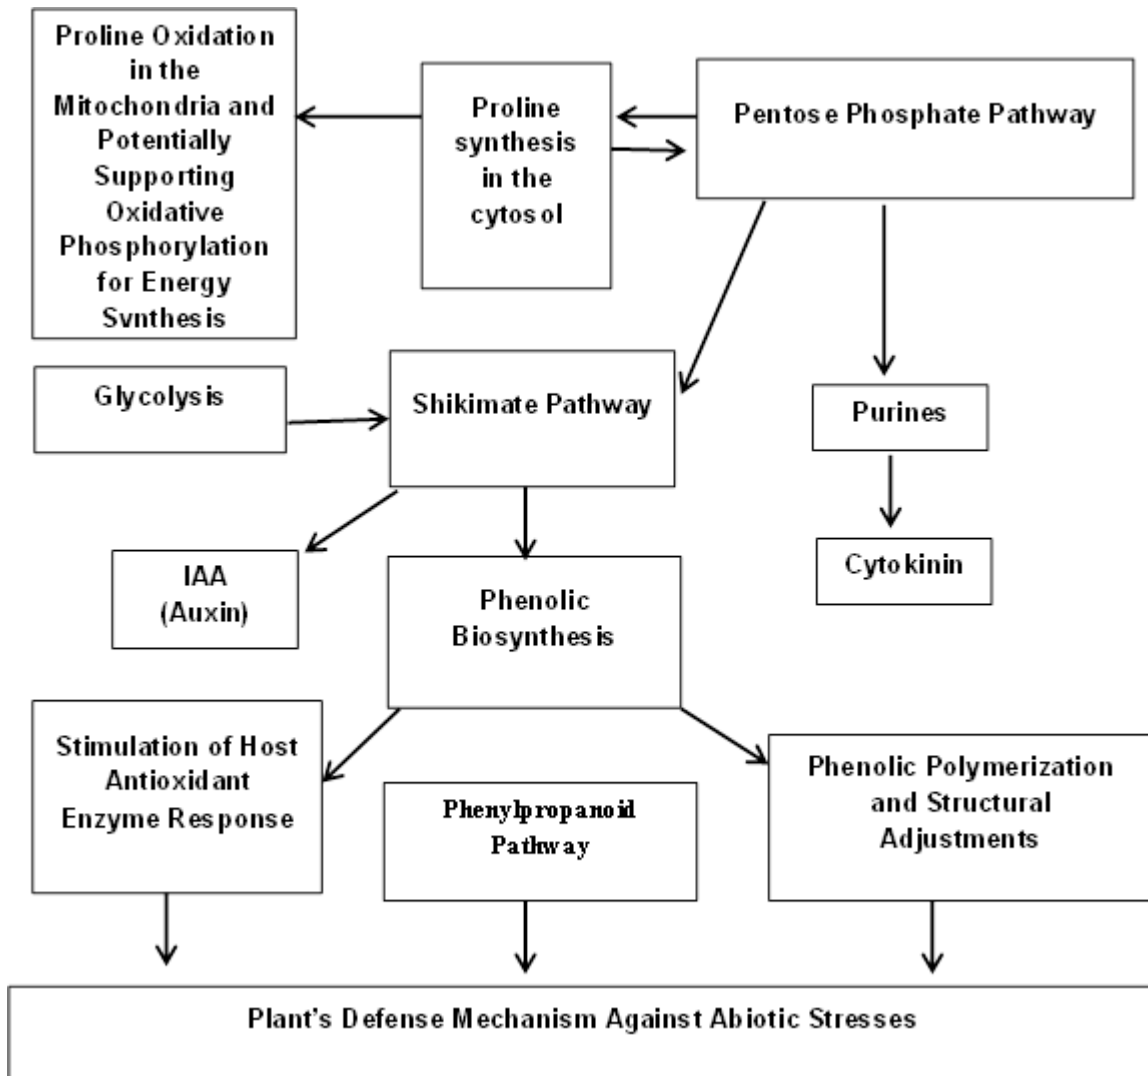 Proline Oxidation
in the
Mitochondria and
Potentially
Supporting
Oxidative
Phosphorylation
for Energy
Synthesis
Proline
synthesis
in the
cytosol
Pentose Phosphate Pathway
Glycolysis
Shikimate Pathway
Purines
IAA
(Auxin)
Phenolic
Biosynthesis
Cytokinin
Stimulation of Host
Antioxidant
Enzyme Response
Phenylpropanoid
Pathway
Phenolic Polymerization
and Structural
Adjustments
Plant's Defense Mechanism Against Abiotic Stresses